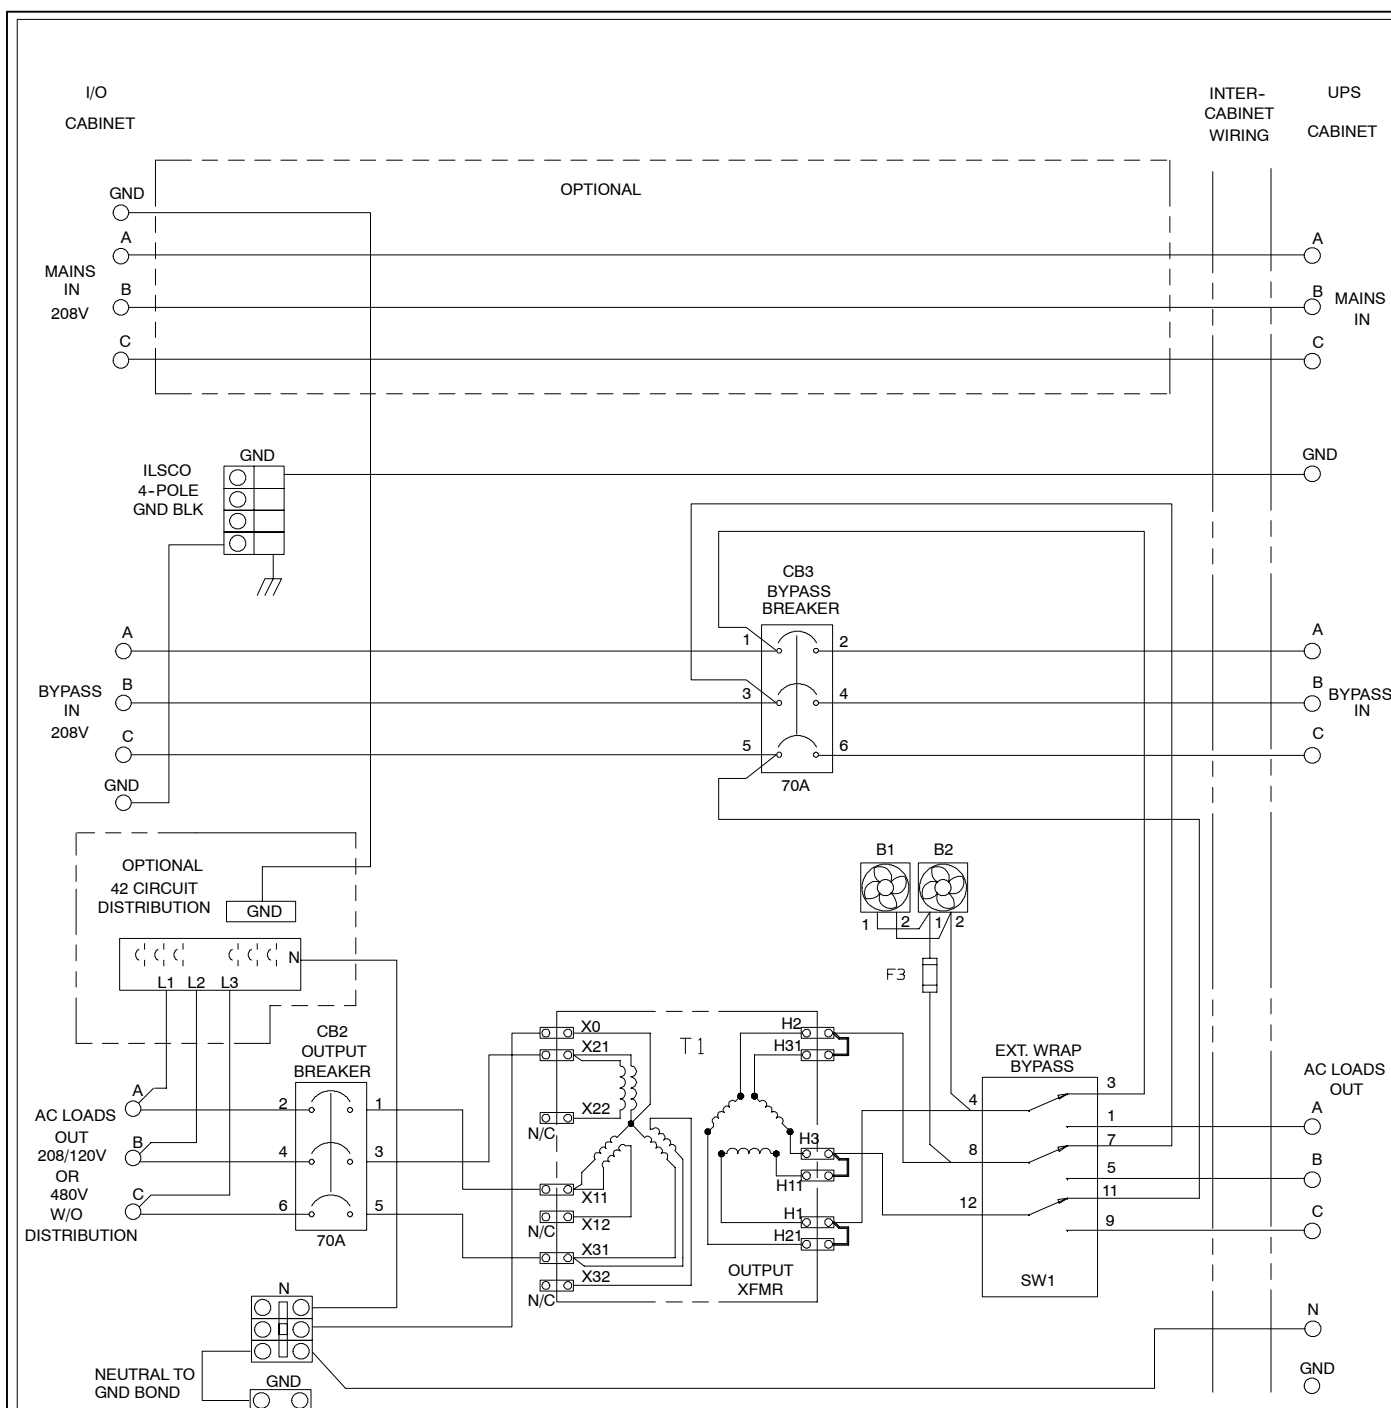 I/O
CABINET
INTER-
CABINET
WIRING
UPS
CABINET
OPTIONAL
GND
A
MAINS
IN
208V
B
C
A
B
MAINS
IN
C
ILSCO
4-POLE
GND BLK
GND
GND
CB3
BYPASS
BREAKER
A
1
2
A
BYPASS
IN
208V
B
3
4
B
BYPASS
IN
C
5
6
C
GND
70A
OPTIONAL
42 CIRCUIT
DISTRIBUTION
GND
N
L1
L2
L3
B1
B2
1
2
1
2
F3
CB2
OUTPUT
BREAKER
A
AC LOADS
OUT
208/120V
OR
480V
W/O
DISTRIBUTION
B
C
2
1
4
3
6
5
70A
X0
X21
X22
N/C
X11
X12
N/C
X31
X32
N/C
T1
H2
H31
H3
H11
H1
H21
OUTPUT
XFMR
EXT. WRAP
BYPASS
4
3
1
8
7
5
12
11
9
SW1
AC LOADS
OUT
A
B
C
N
GND
N
NEUTRAL TO
GND BOND
GND